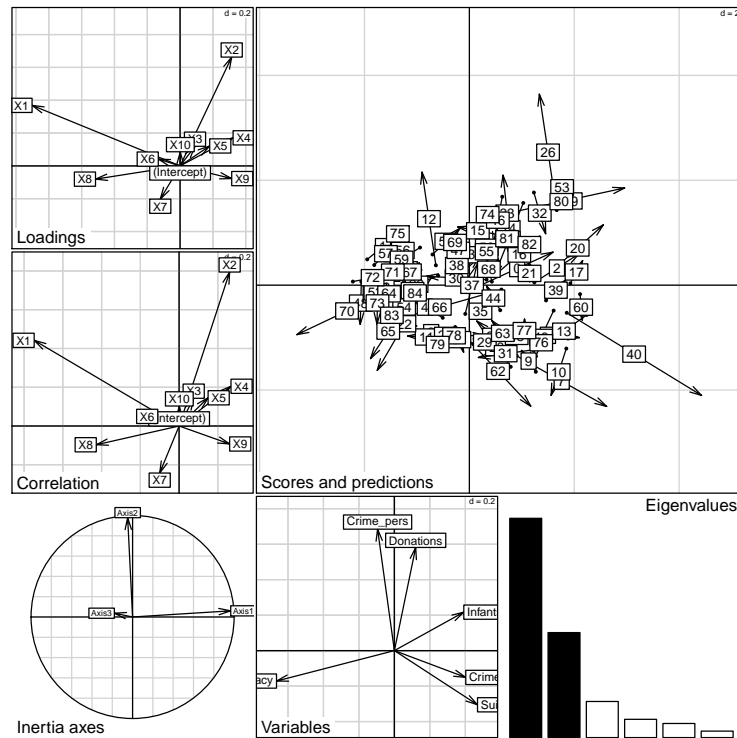 d = 0.2
X2
X1
X3
X4
X10
X5
X6
(Intercept)
X8
X9
X7
Loadings
d = 0.2
X2
X1
X3
X4
X10
X5
X6
X8
X9
X7
Correlation
26
53
80
32
12
74
15
75
69
81
82
20
57
59
55
38
68
2
17
72
71
21
30
37
39
64
84
44
70
73
66
60
83
35
65
78
63
77
13
79
29
76
40
31
9
62
10
7
Scores and predictions
Axis2
Axis3
Axis1
Inertia axes
d = 0.2
Crime_pers
Donations
Infant
Crime
acy
Sui
Variables
Eigenvalues